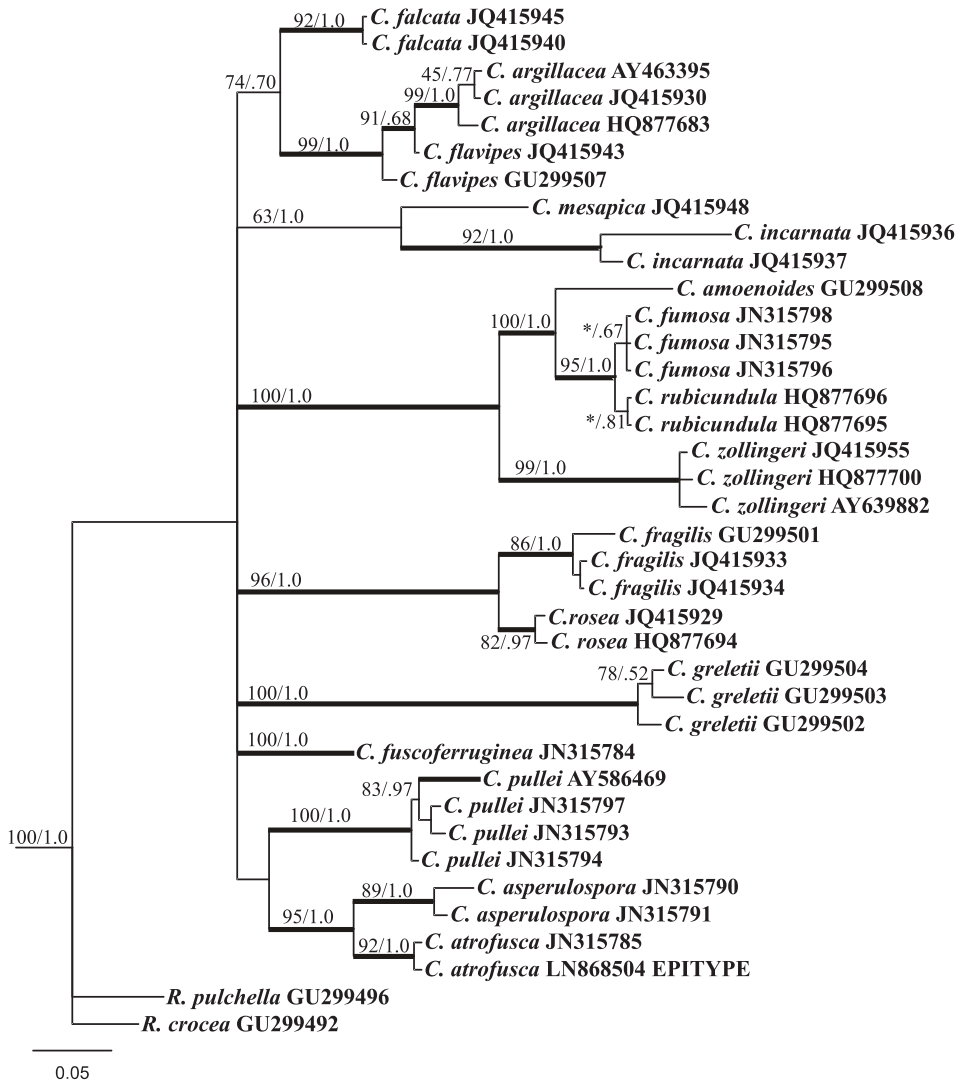 92/1.0
C. falcata JQ415945
C. falcata JQ415940
74/.70
45/.77
C. argillacea AY463395
99/1.0
C. argillacea JQ415930
91/.68
C. argillacea HQ877683
99/1.0
C. flavipes JQ415943
C. flavipes GU299507
63/1.0
C. mesapica JQ415948
92/1.0
C. incarnata JQ415936
C. incarnata JQ415937
C. amoenoides GU299508
100/1.0
*/.67
C. fumosa JN315798
C. fumosa JN315795
95/1.0
C. fumosa JN315796
100/1.0
C. rubicundula HQ877696
*/.81
C. rubicundula HQ877695
C. zollingeri JQ415955
99/1.0
C. zollingeri HQ877700
C. zollingeri AY639882
C. fragilis GU299501
86/1.0
C. fragilis JQ415933
96/1.0
C. fragilis JQ415934
C.rosea JQ415929
82/.97
C. rosea HQ877694
78/.52
C. greletii GU299504
100/1.0
C. greletii GU299503
C. greletii GU299502
100/1.0
C. fuscoferruginea JN315784
C. pullei AY586469
83/.97
C. pullei JN315797
100/1.0
C. pullei JN315793
C. pullei JN315794
100/1.0
89/1.0
C. asperulospora JN315790
95/1.0
C. asperulospora JN315791
92/1.0
C. atrofusca JN315785
C. atrofusca LN868504 EPITYPE
R. pulchella GU299496
R. crocea GU299492
0.05